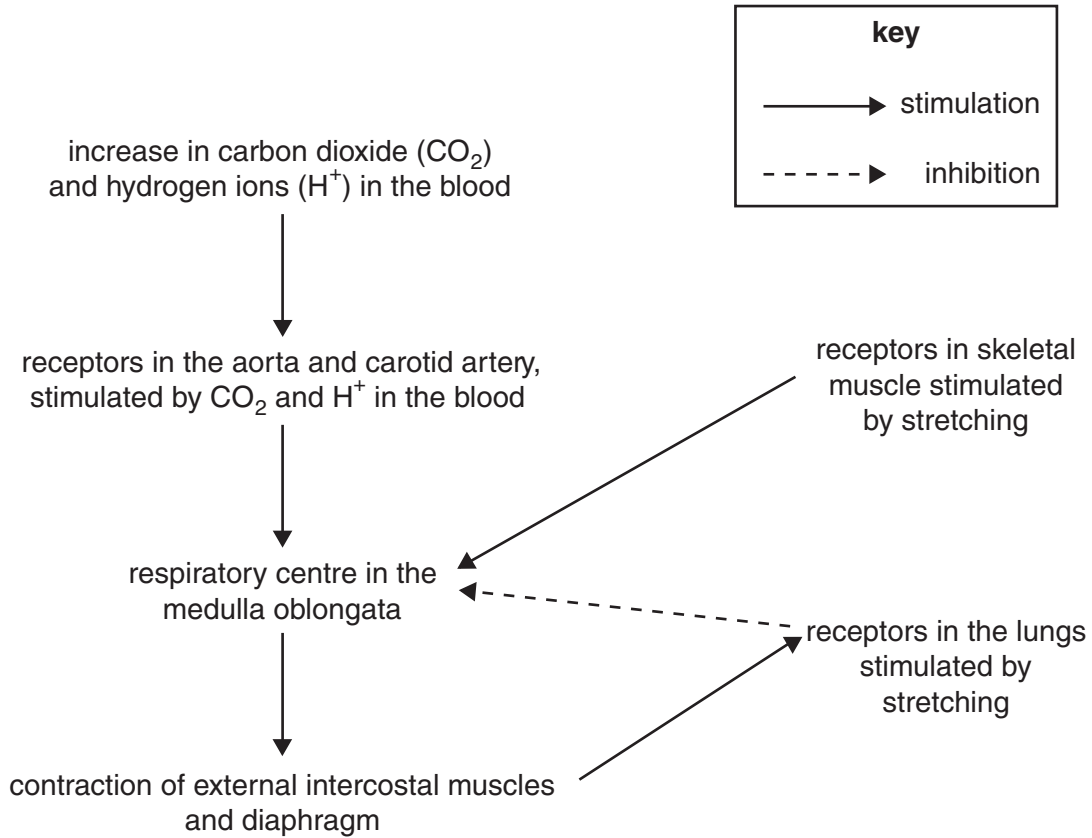 key
stimulation
inhibition
increase in carbon dioxide (CO₂)
and hydrogen ions (H⁺) in the blood
receptors in the aorta and carotid artery,
stimulated by CO₂ and H⁺ in the blood
receptors in skeletal
muscle stimulated
by stretching
respiratory centre in the
medulla oblongata
receptors in the lungs
stimulated by
stretching
contraction of external intercostal muscles
and diaphragm